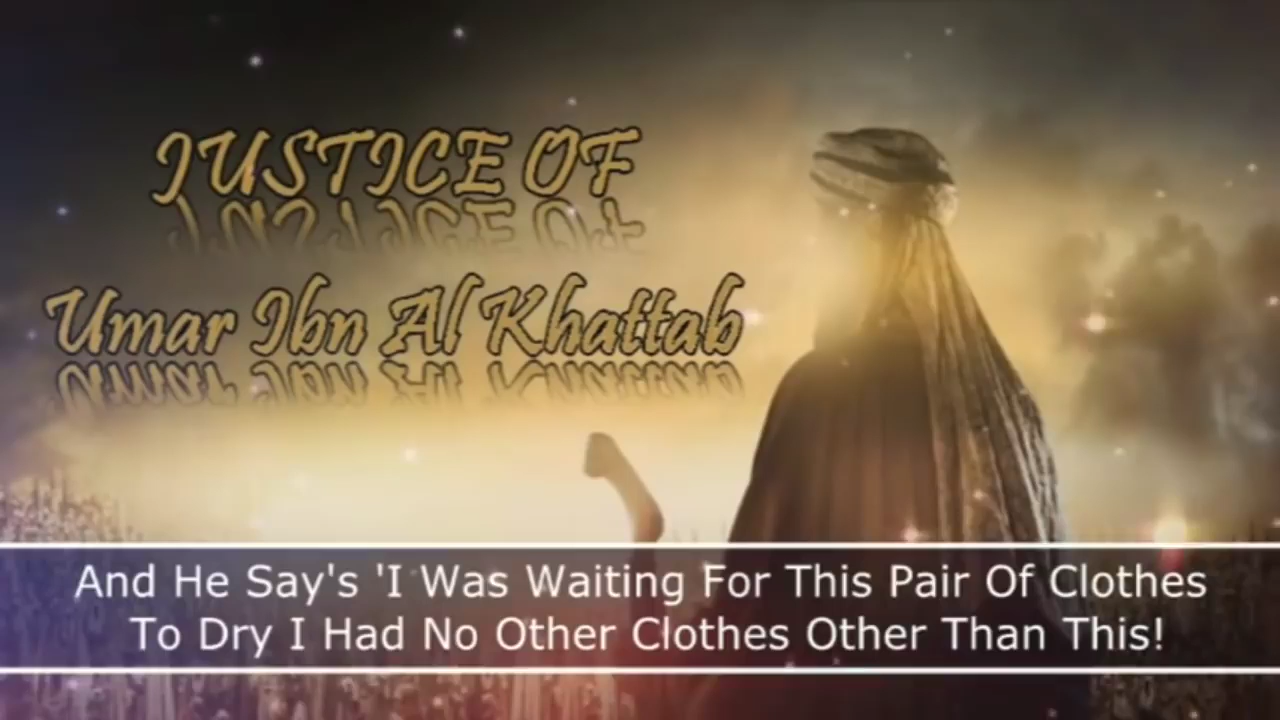 JUSTICE OF
Umar Ibn Al Khattab
And He Say's 'I Was Waiting For This Pair Of Clothes
To Dry I Had No Other Clothes Other Than This!